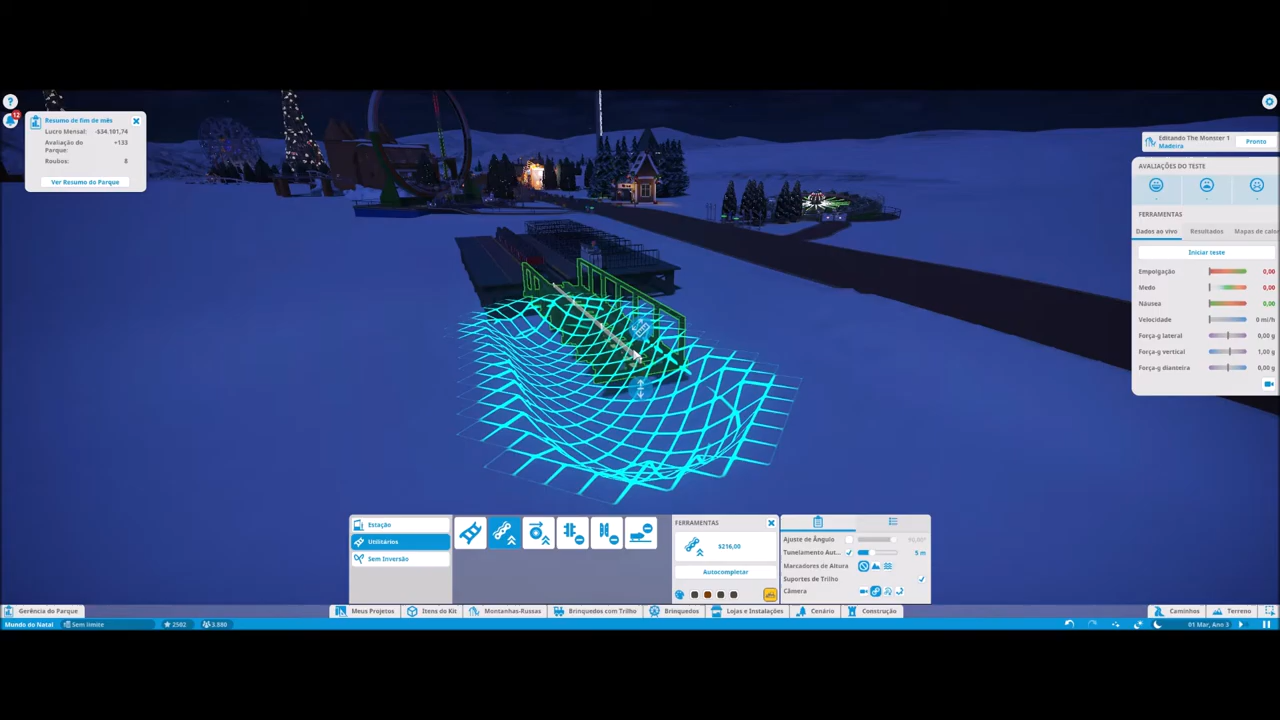 ?
12
Resumo de fim de mês
Lucro Mensal: -$34.101,74
Avaliação do Parque: +133
Roubos: 8
Ver Resumo do Parque
Editando The Monster 1
Madeira
Pronto
AVALIAÇÕES DO TESTE
- - -
FERRAMENTAS
Dados ao vivo Resultados Mapas de calo
Iniciar teste
Empolgação 0,00
Medo 0,00
Náusea 0,00
Velocidade 0 mi/h
Força-g lateral 0,00 g
Força-g vertical 1,00 g
Força-g dianteira 0,00 g
Estação
Utilitários
Sem Inversão
FERRAMENTAS
$216,00
Autocompletar
Ajuste de Ângulo
Tunelamento Aut... 5 m
Marcadores de Altura
Suportes de Trilho
Câmera
Gerência do Parque
Meus Projetos
Itens do Kit
Montanhas-Russas
Brinquedos com Trilho
Brinquedos
Lojas e Instalações
Cenário
Construção
Caminhos
Terreno
Mundo do Natal
Sem limite
2502
3.880
01 Mar, Ano 3